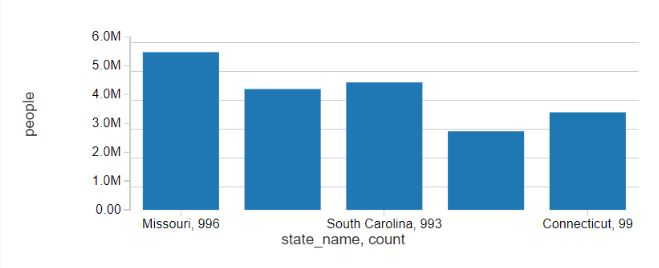 6.0M
5.0M
4.0M
3.0M
2.0M
1.0M
0.00
people
Missouri, 996
South Carolina, 993
Connecticut, 99
state_name, count